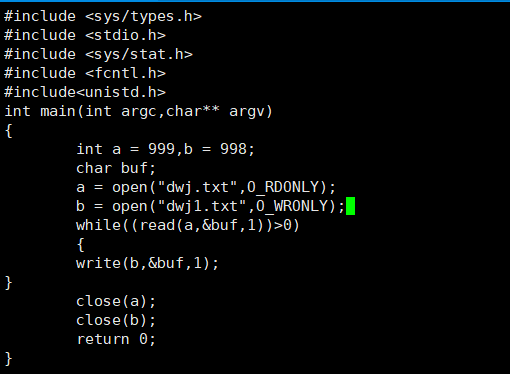 #include <sys/types.h>
#include <stdio.h>
#include <sys/stat.h>
#include <fcntl.h>
#include<unistd.h>
int main(int argc,char** argv)
{
        int a = 999,b = 998;
        char buf;
        a = open("dwj.txt",O_RDONLY);
        b = open("dwj1.txt",O_WRONLY);
        while((read(a,&buf,1))>0)
        {
        write(b,&buf,1);
}
        close(a);
        close(b);
        return 0;
}